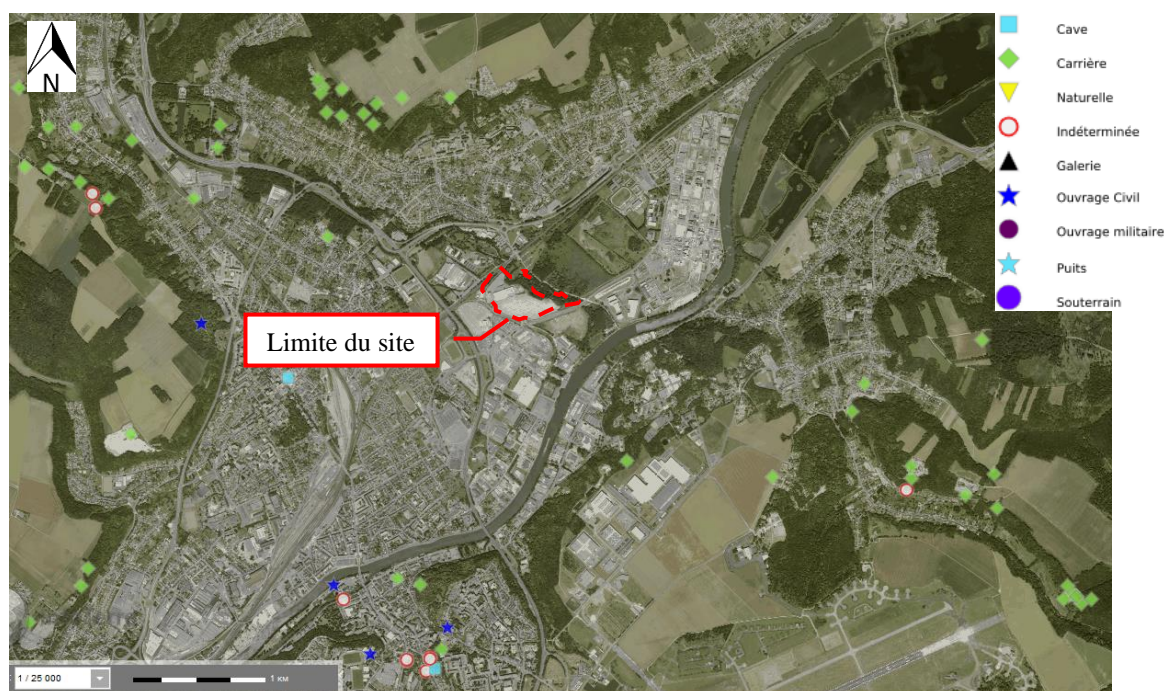 N
Cave
Carrière
Naturelle
Indéterminée
Galerie
Ouvrage Civil
Ouvrage militaire
Puits
Souterrain
Limite du site
1 / 25 000
1 KM